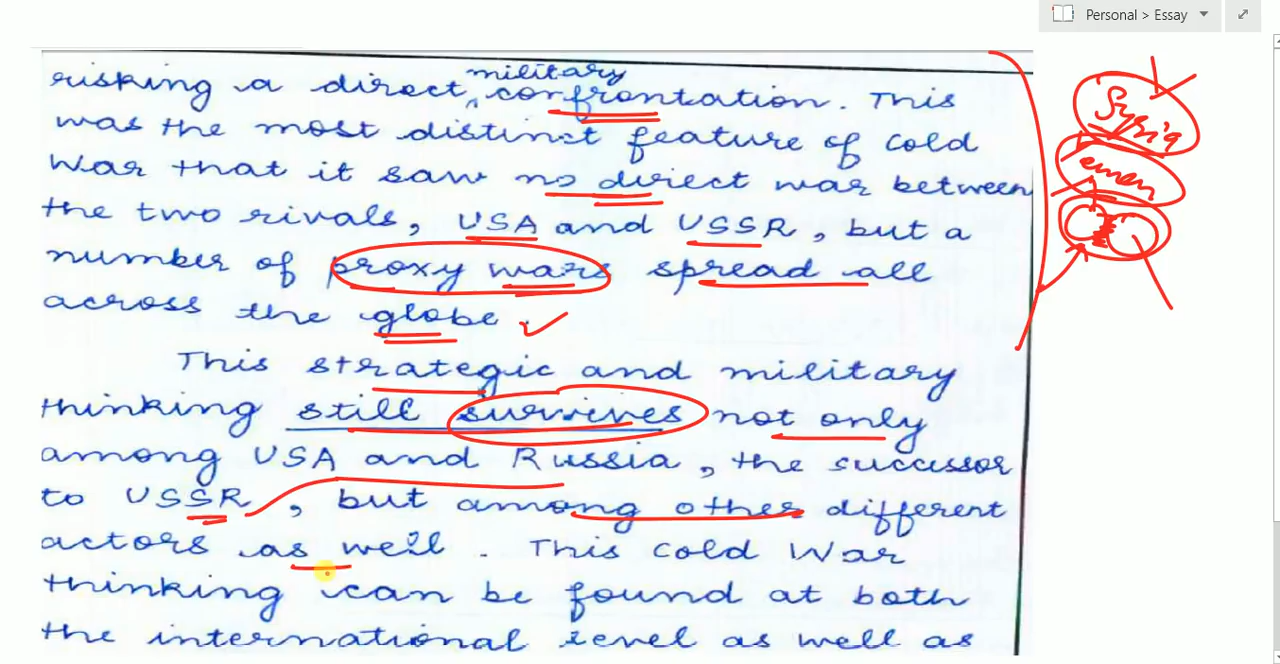 Personal > Essay
military
risking a direct, confrontation. This
was the most distinct feature of cold
War that it saw no direct war between
the two rivals, USA and USSR, but a
number of proxy wars spread all
across the globe.
This strategic and military
thinking still survives not only
among USA and Russia, the successor
to USSR, but among other different
actors as well. This Cold War
thinking can be found at both
the international level as well as
Syria
Yemen